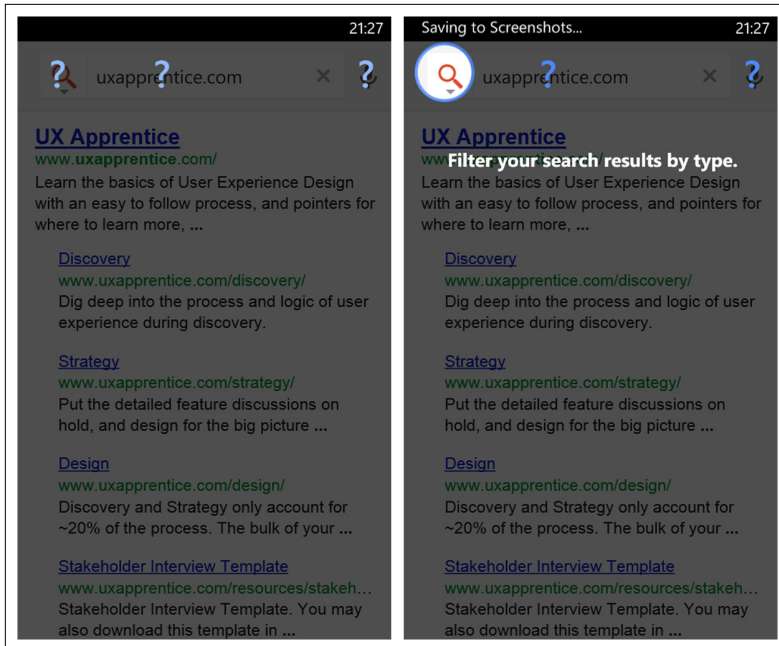 21:27
?
uxapprentice.com
?
?
UX Apprentice
www.uxapprentice.com/
Learn the basics of User Experience Design
with an easy to follow process, and pointers for
where to learn more, ...
Discovery
www.uxapprentice.com/discovery/
Dig deep into the process and logic of user
experience during discovery.
Strategy
www.uxapprentice.com/strategy/
Put the detailed feature discussions on
hold, and design for the big picture ...
Design
www.uxapprentice.com/design/
Discovery and Strategy only account for
~20% of the process. The bulk of your ...
Stakeholder Interview Template
www.uxapprentice.com/resources/stakeh...
Stakeholder Interview Template. You may
also download this template in ...
Saving to Screenshots... 21:27
uxapprentice.com
?
?
UX Apprentice
www.uxapprentice.com/
Filter your search results by type.
Learn the basics of User Experience Design
with an easy to follow process, and pointers for
where to learn more, ...
Discovery
www.uxapprentice.com/discovery/
Dig deep into the process and logic of user
experience during discovery.
Strategy
www.uxapprentice.com/strategy/
Put the detailed feature discussions on
hold, and design for the big picture ...
Design
www.uxapprentice.com/design/
Discovery and Strategy only account for
~20% of the process. The bulk of your ...
Stakeholder Interview Template
www.uxapprentice.com/resources/stakeh...
Stakeholder Interview Template. You may
also download this template in ...